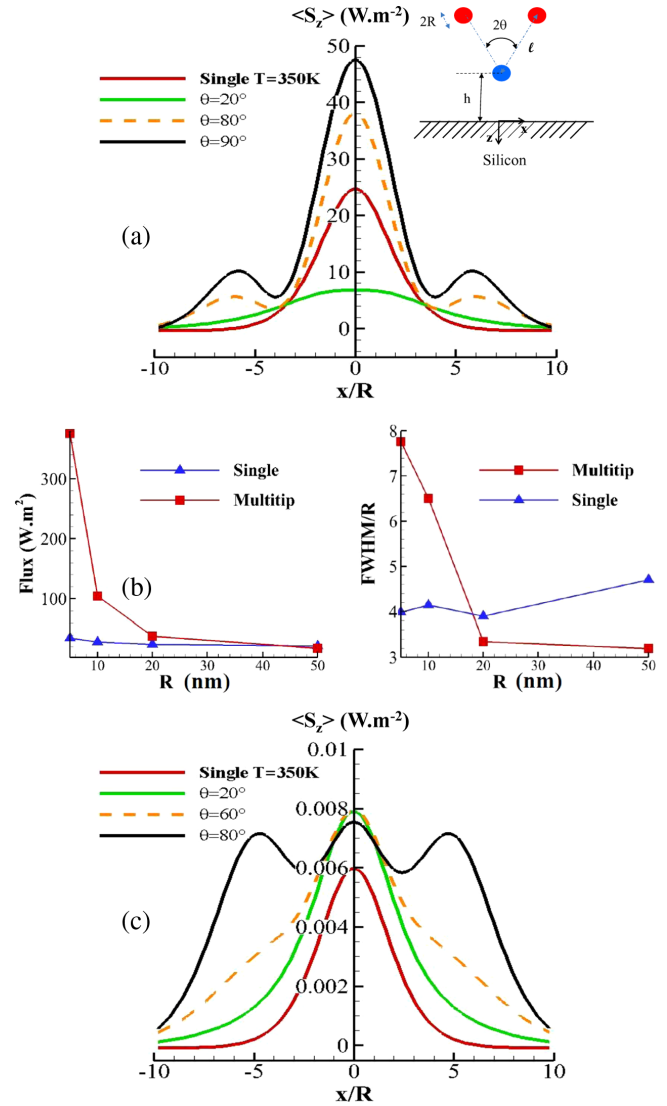 <S_z> (W.m⁻²)
Single T=350K
θ=20°
θ=80°
θ=90°
50
40
30
20
10
0
(a)
-10 -5 0 5 10
x/R
2R
2θ
ℓ
h
x
z
Silicon
Flux (W.m²)
300
200
100
Single
Multitip
(b)
10 20 30 40 50
R (nm)
FWHM/R
8
7
6
5
4
3
Multitip
Single
10 20 30 40 50
R (nm)
<S_z> (W.m⁻²)
Single T=350K
θ=20°
θ=60°
θ=80°
0.01
0.008
0.006
0.004
0.002
0
(c)
-10 -5 0 5 10
x/R